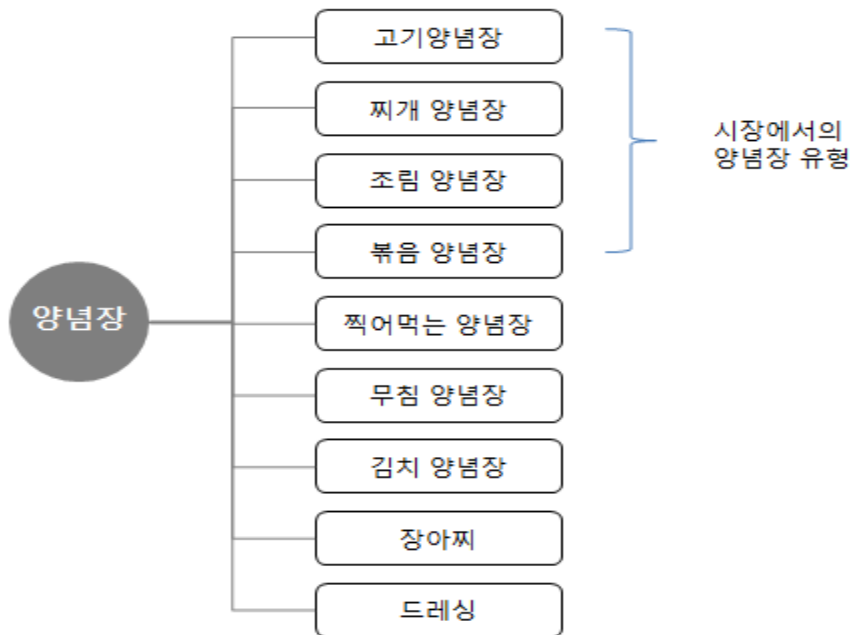 고기양념장
찌개 양념장
조림 양념장
볶음 양념장
찍어먹는 양념장
무침 양념장
김치 양념장
장아찌
드레싱
양념장
시장에서의
양념장 유형